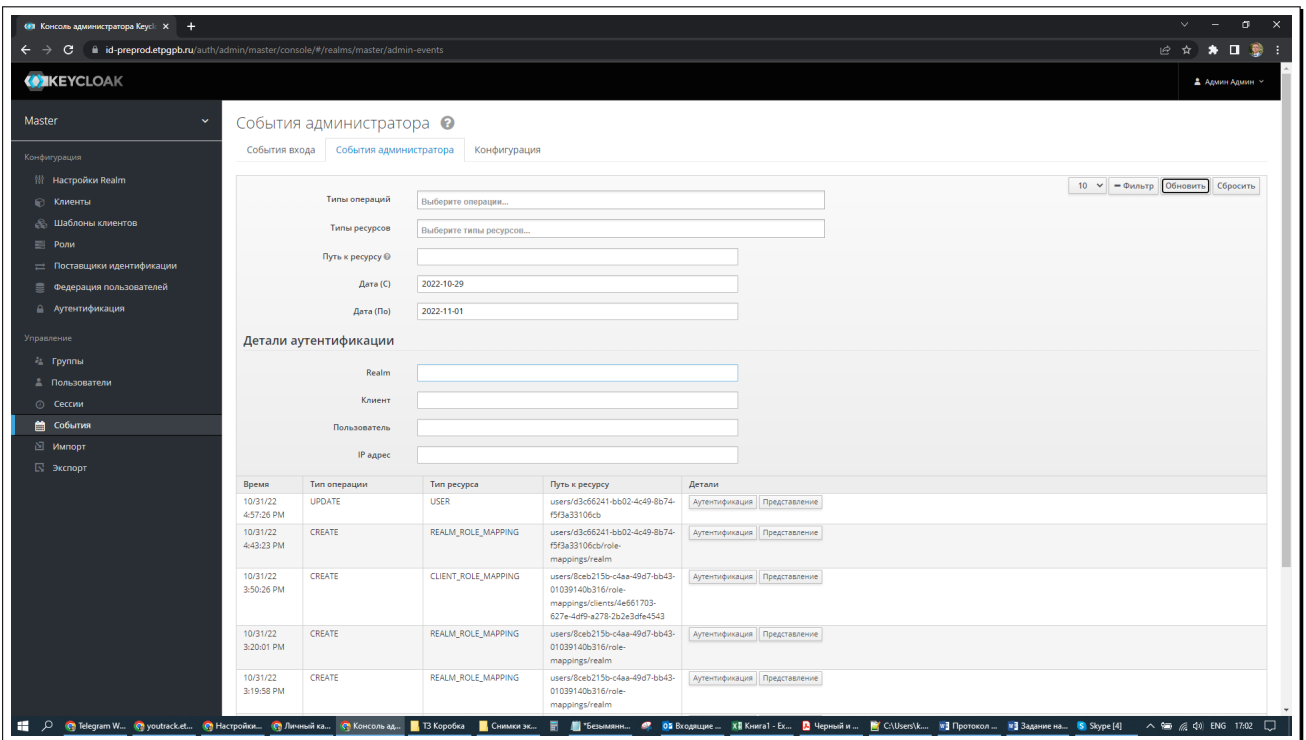 Консоль администратора Keycl
id-preprod.etpgpb.ru/auth/admin/master/console/#/realms/master/admin-events
KEYCLOAK
Админ Админ
Master
Конфигурация
Настройки Realm
Клиенты
Шаблоны клиентов
Роли
Поставщики идентификации
Федерация пользователей
Аутентификация
Управление
Группы
Пользователи
Сессии
События
Импорт
Экспорт
События администратора
События входа События администратора Конфигурация
10 Фильтр Обновить Сбросить
Типы операций Выберите операции...
Типы ресурсов Выберите типы ресурсов...
Путь к ресурсу
Дата (С) 2022-10-29
Дата (По) 2022-11-01
Детали аутентификации
Realm
Клиент
Пользователь
IP адрес
Время Тип операции Тип ресурса Путь к ресурсу Детали
10/31/22 UPDATE USER users/d3c66241-bb02-4c49-8b74- Аутентификация Представление
4:57:26 PM f5f3a33106cb
10/31/22 CREATE REALM_ROLE_MAPPING users/d3c66241-bb02-4c49-8b74- Аутентификация Представление
4:43:23 PM f5f3a33106cb/role-
mappings/realm
10/31/22 CREATE CLIENT_ROLE_MAPPING users/8ceb215b-c4aa-49d7-bb43- Аутентификация Представление
3:50:26 PM 01039140b316/role-
mappings/clients/4e661703-
627e-4df9-a278-2b2e3dfe4543
10/31/22 CREATE REALM_ROLE_MAPPING users/8ceb215b-c4aa-49d7-bb43- Аутентификация Представление
3:20:01 PM 01039140b316/role-
mappings/realm
10/31/22 CREATE REALM_ROLE_MAPPING users/8ceb215b-c4aa-49d7-bb43- Аутентификация Представление
3:19:58 PM 01039140b316/role-
mappings/realm
Telegram W... youtrack.et... Настройки... Личный ка... Консоль ад... ТЗ Коробка Снимки эк... *Безымянн... Входящие ... Книга1 - Ex... Черный и ... C:\Users\k... Протокол ... Задание на... Skype [4] ENG 17:02